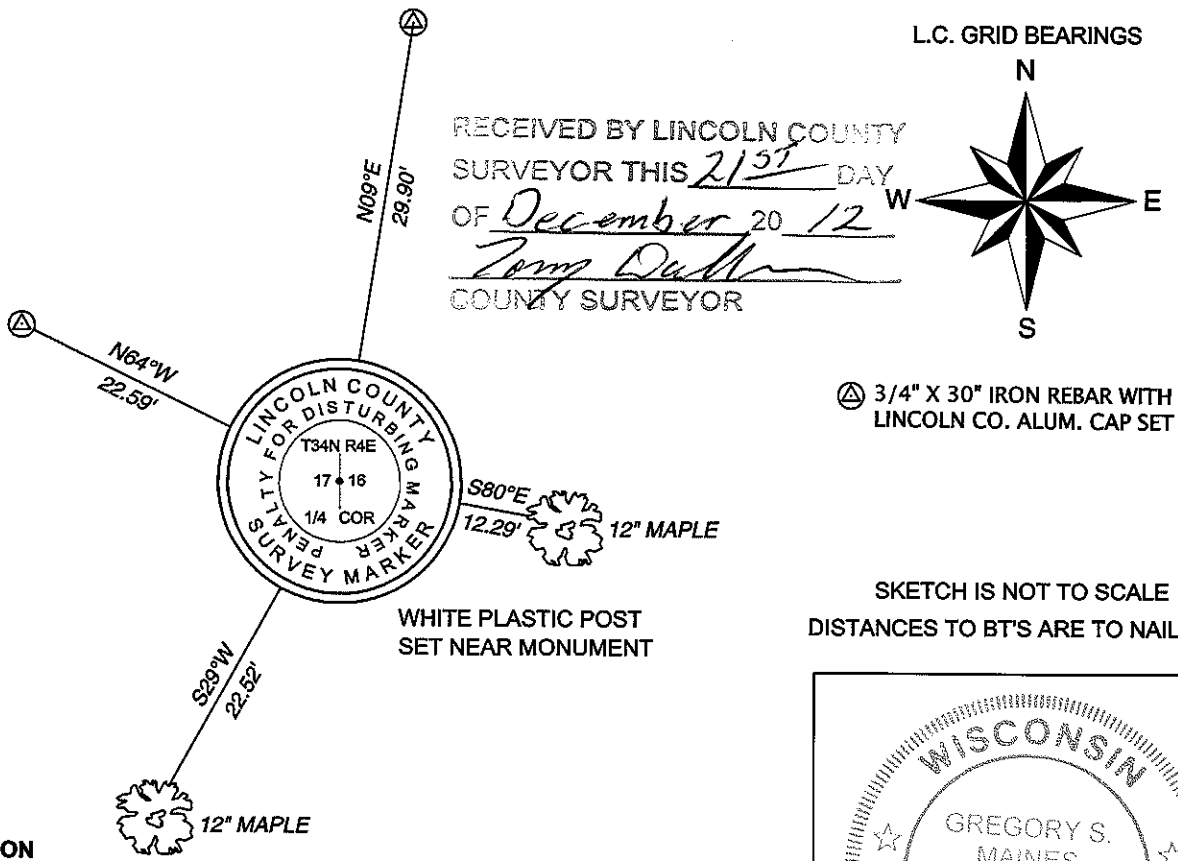 L.C. GRID BEARINGS
N
W
E
S
RECEIVED BY LINCOLN COUNTY
SURVEYOR THIS 21ST DAY
OF December 20 12
Tony Dallman
COUNTY SURVEYOR
N09°E
29.90'
N64°W
22.59'
3/4" X 30" IRON REBAR WITH
LINCOLN CO. ALUM. CAP SET
LINCOLN COUNTY
SURVEY MARKER
PENALTY FOR DISTURBING MARKER
T34N R4E
17 16
1/4 COR
S80°E
12.29'
12" MAPLE
WHITE PLASTIC POST
SET NEAR MONUMENT
SKETCH IS NOT TO SCALE
DISTANCES TO BT'S ARE TO NAIL
S29°W
22.52'
12" MAPLE
WISCONSIN
GREGORY S.
MAINES
ON